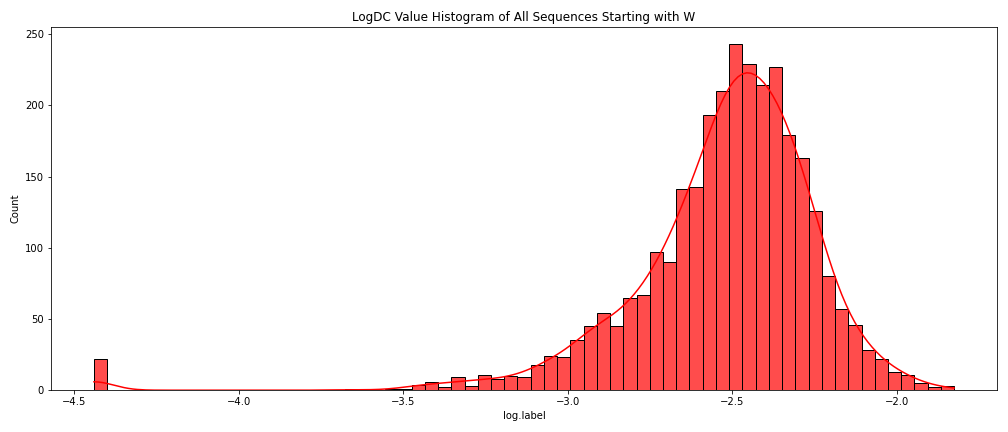 LogDC Value Histogram of All Sequences Starting with W
250
200
150
100
50
0
Count
−4.5 −4.0 −3.5 −3.0 −2.5 −2.0
log.label